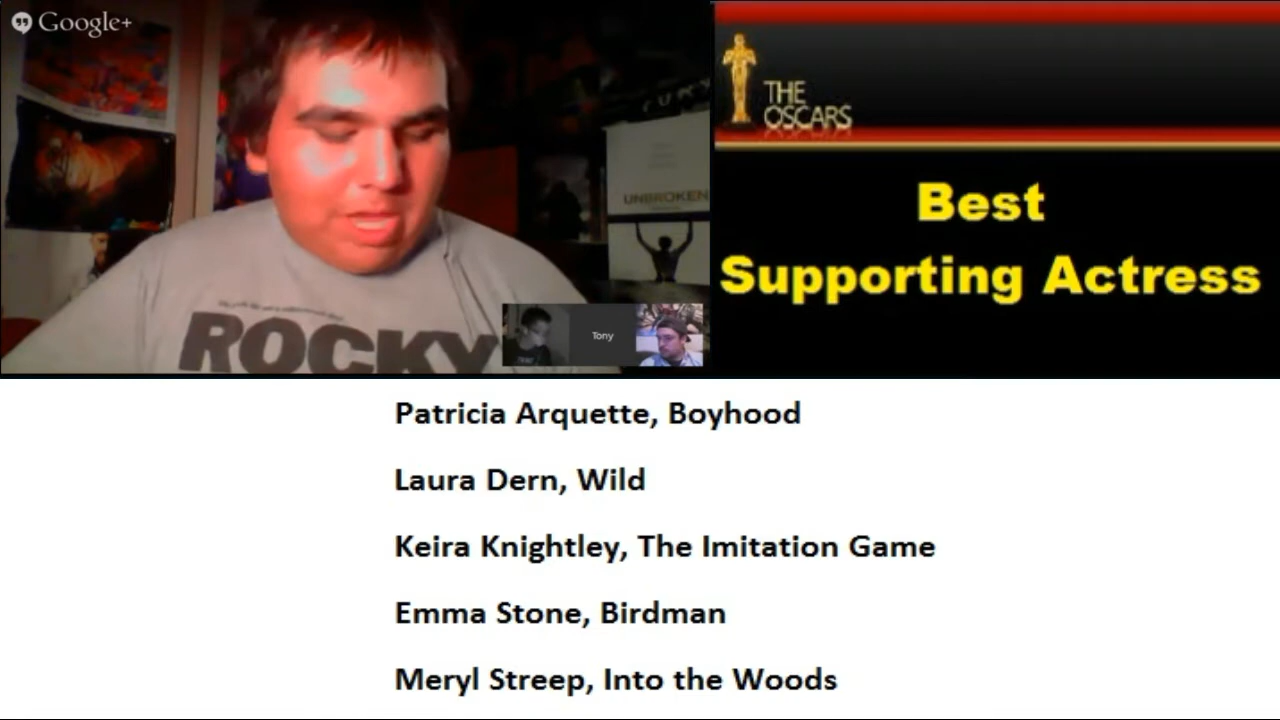 Google+
UNBROKEN
ROCKY
Tony
THE
OSCARS
Best
Supporting Actress
Patricia Arquette, Boyhood
Laura Dern, Wild
Keira Knightley, The Imitation Game
Emma Stone, Birdman
Meryl Streep, Into the Woods